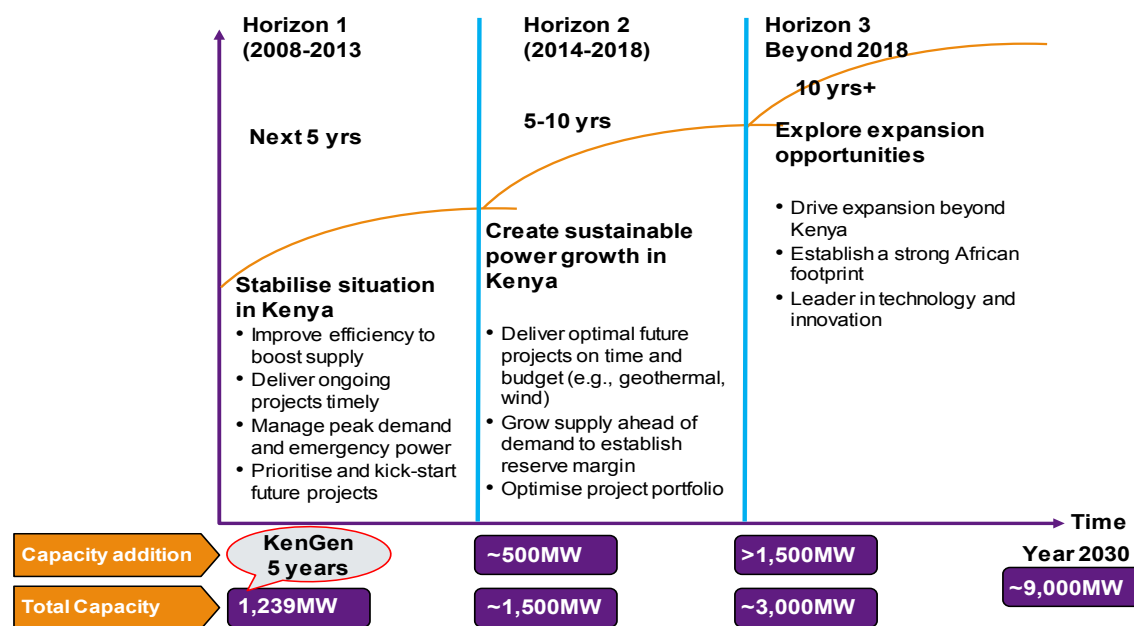 Horizon 1
(2008-2013
Next 5 yrs
Stabilise situation
in Kenya
• Improve efficiency to
boost supply
• Deliver ongoing
projects timely
• Manage peak demand
and emergency power
• Prioritise and kick-start
future projects
Horizon 2
(2014-2018)
5-10 yrs
Create sustainable
power growth in
Kenya
• Deliver optimal future
projects on time and
budget (e.g., geothermal,
wind)
• Grow supply ahead of
demand to establish
reserve margin
• Optimise project portfolio
Horizon 3
Beyond 2018
10 yrs+
Explore expansion
opportunities
• Drive expansion beyond
Kenya
• Establish a strong African
footprint
• Leader in technology and
innovation
Time
Capacity addition
KenGen
5 years
~500MW
>1,500MW
Year 2030
~9,000MW
Total Capacity
1,239MW
~1,500MW
~3,000MW